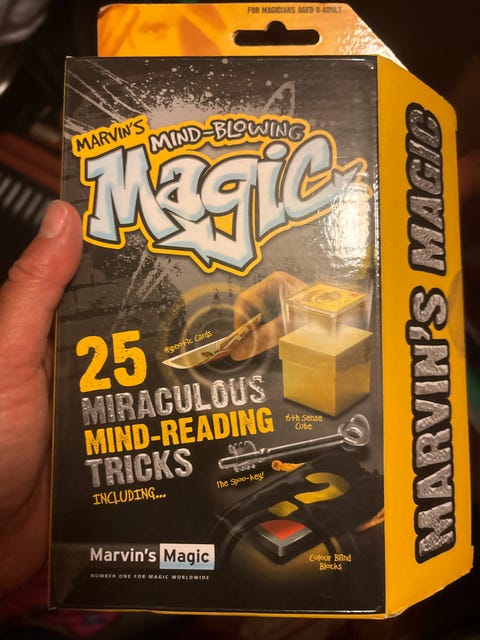 FOR MAGICIANS AGED 8-ADULT
MARVIN'S MIND-BLOWING
Magic
Hypnotic Cards
25
MIRACULOUS
MIND-READING
TRICKS
INCLUDING...
6th Sense
Cube
The Spoo-key!
Colour Blind
Blocks
Marvin's Magic
NUMBER ONE FOR MAGIC WORLDWIDE
MARVIN'S MAGIC